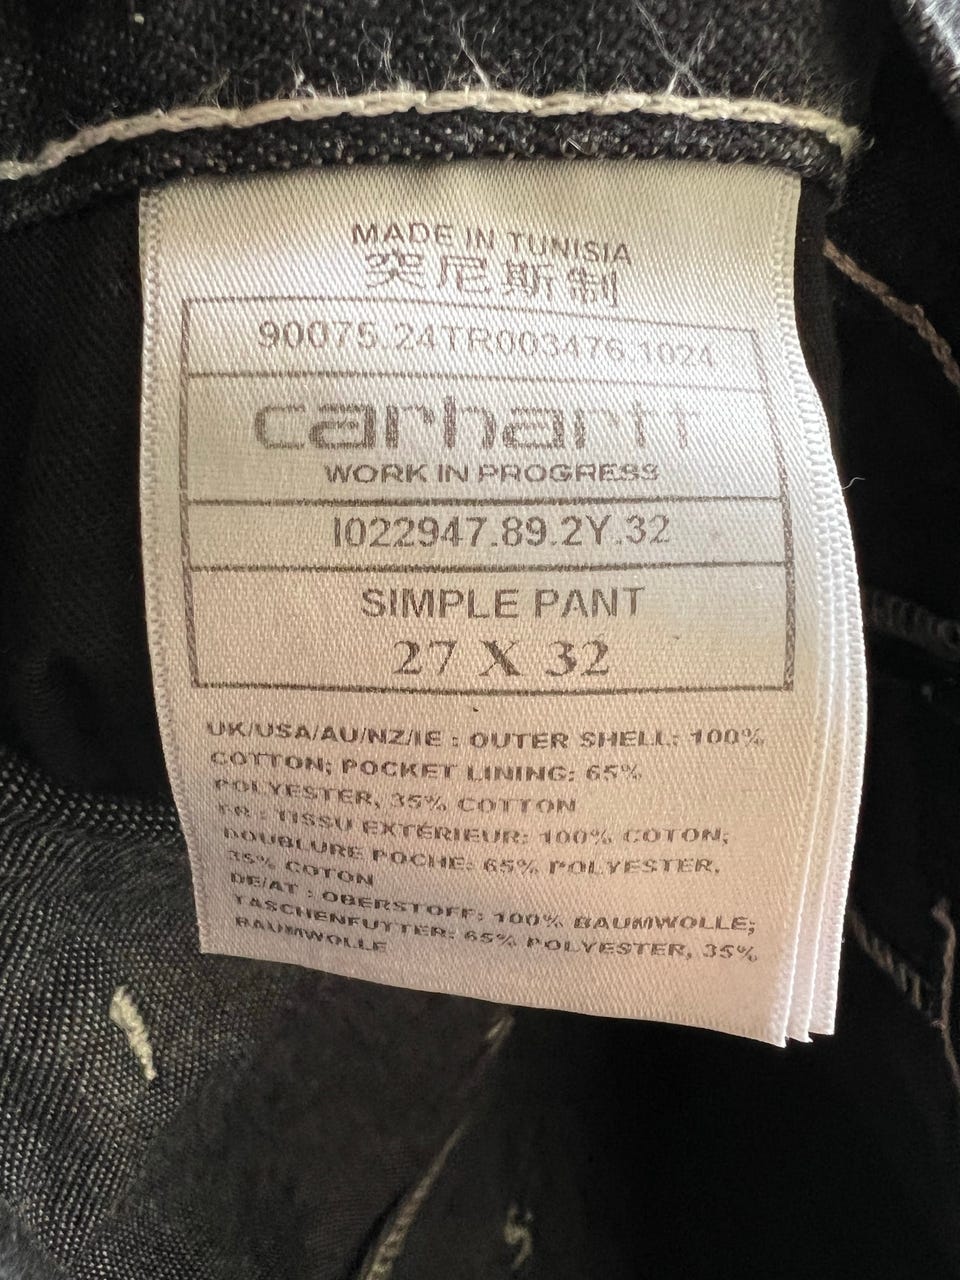 MADE IN TUNISIA
突尼斯制
90075.24TR003476.1024
carhartt
WORK IN PROGRESS
I022947.89.2Y.32
SIMPLE PANT
27 X 32
UK/USA/AU/NZ/IE : OUTER SHELL: 100%
COTTON; POCKET LINING: 65%
POLYESTER, 35% COTTON
FR : TISSU EXTÉRIEUR: 100% COTON;
DOUBLURE POCHE: 65% POLYESTER,
35% COTON
DE/AT : OBERSTOFF: 100% BAUMWOLLE;
TASCHENFUTTER: 65% POLYESTER, 35%
BAUMWOLLE